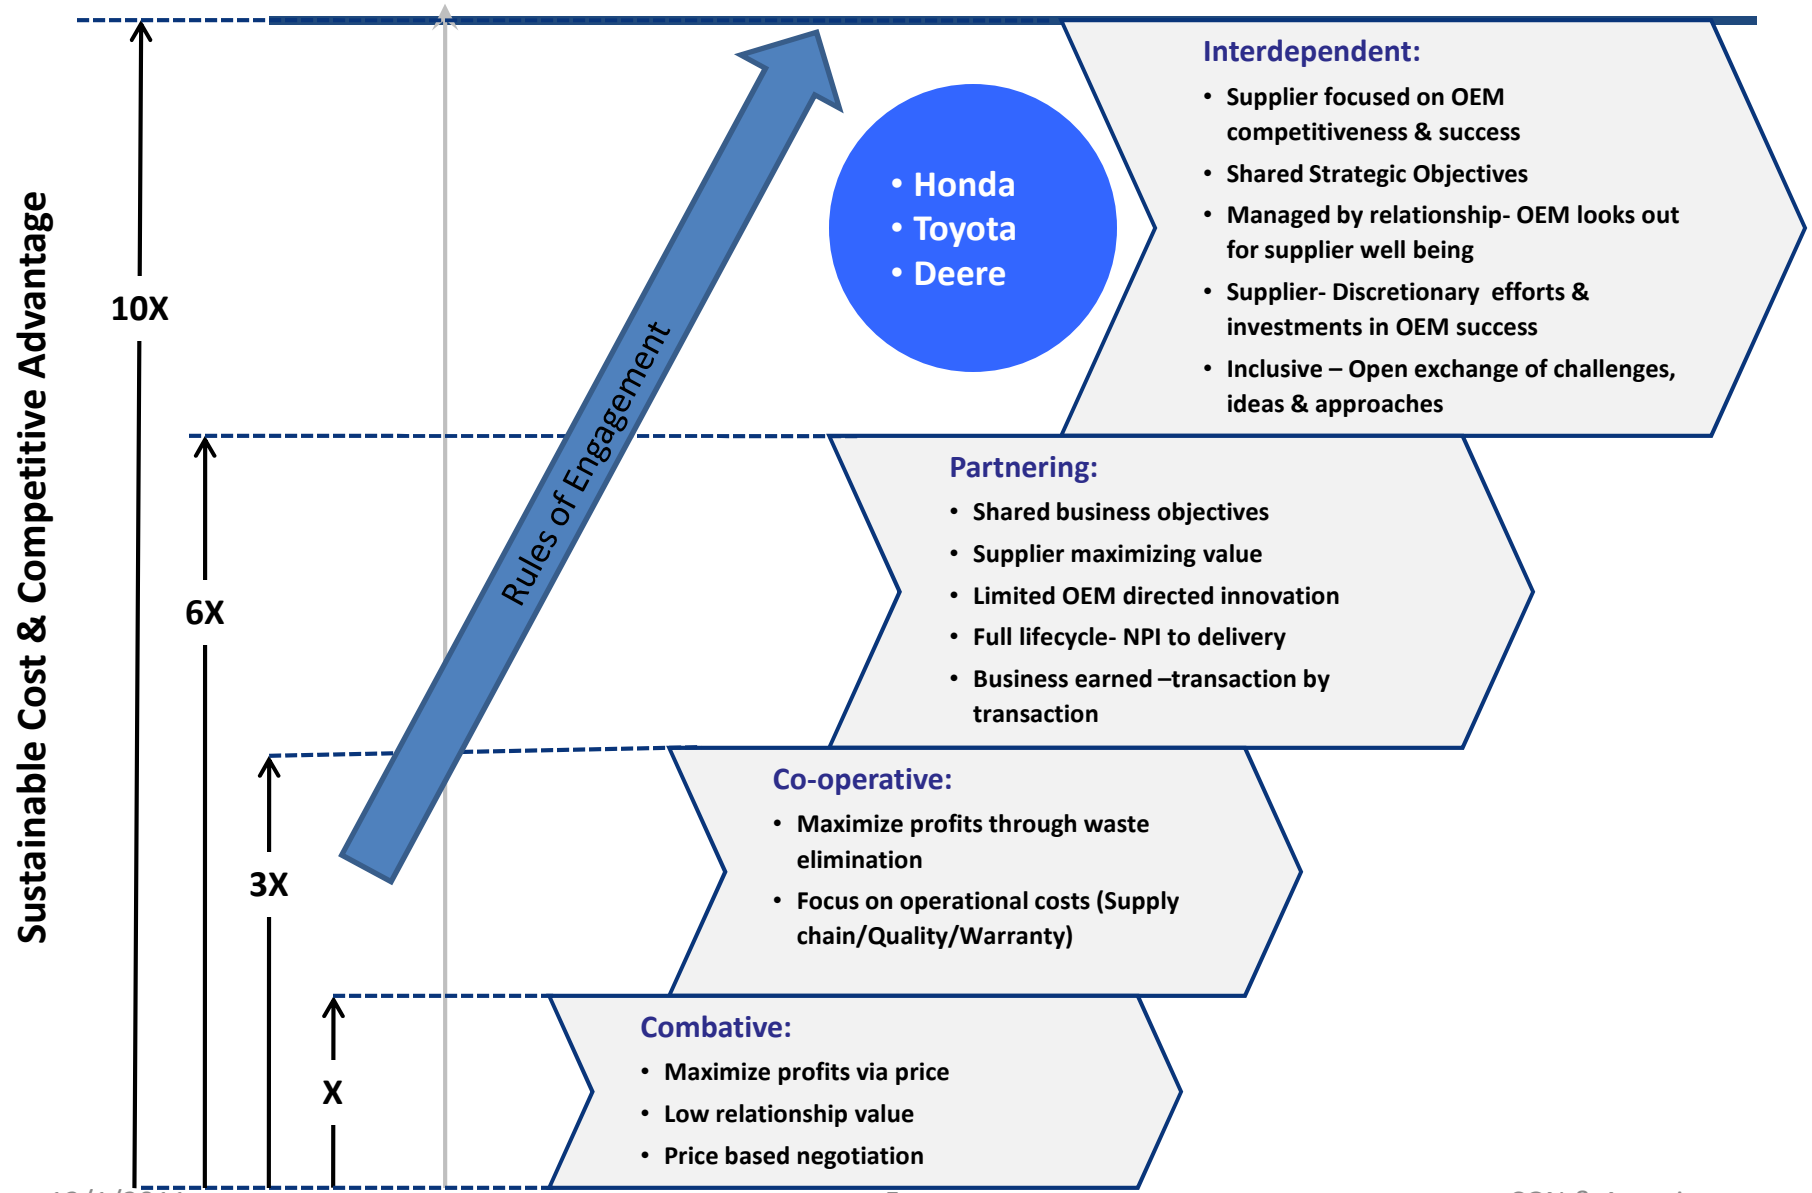 Sustainable Cost & Competitive Advantage
10X
6X
3X
X
Rules of Engagement
• Honda
• Toyota
• Deere
Interdependent:
• Supplier focused on OEM
competitiveness & success
• Shared Strategic Objectives
• Managed by relationship- OEM looks out
for supplier well being
• Supplier- Discretionary efforts &
investments in OEM success
• Inclusive – Open exchange of challenges,
ideas & approaches
Partnering:
• Shared business objectives
• Supplier maximizing value
• Limited OEM directed innovation
• Full lifecycle- NPI to delivery
• Business earned –transaction by
transaction
Co-operative:
• Maximize profits through waste
elimination
• Focus on operational costs (Supply
chain/Quality/Warranty)
Combative:
• Maximize profits via price
• Low relationship value
• Price based negotiation